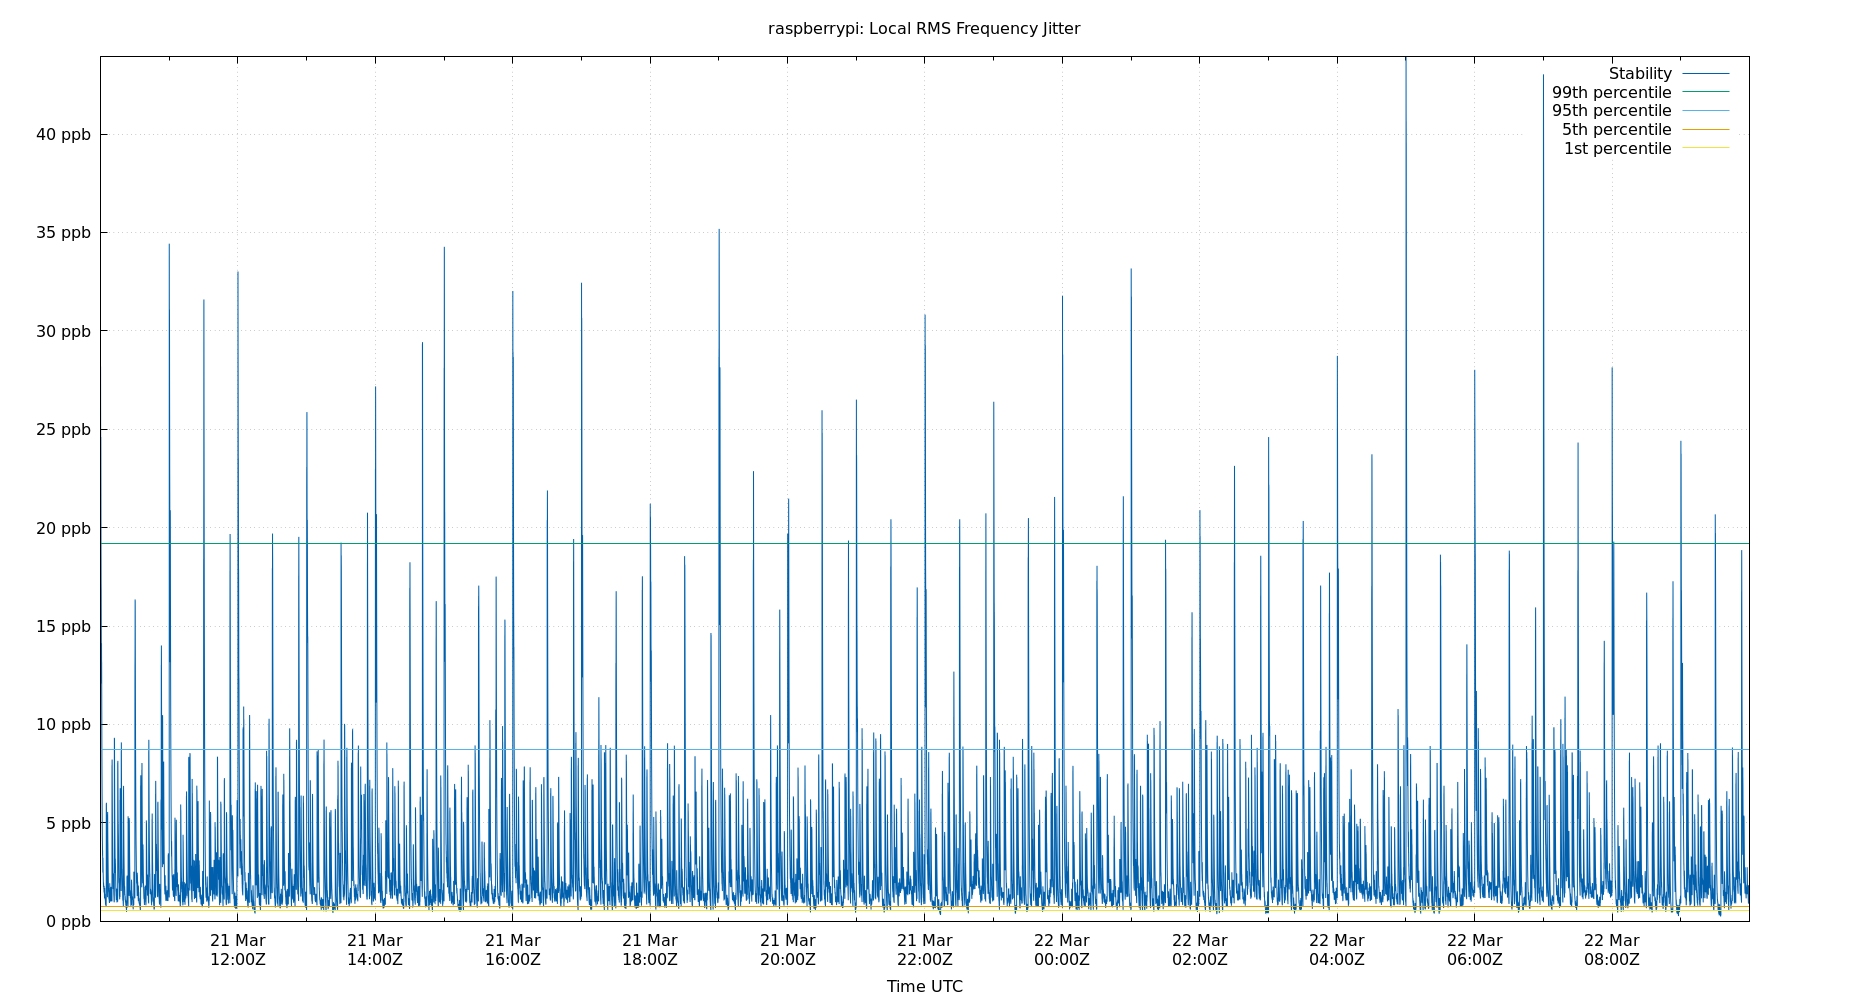 raspberrypi: Local RMS Frequency Jitter
Stability
99th percentile
95th percentile
5th percentile
1st percentile
40 ppb
35 ppb
30 ppb
25 ppb
20 ppb
15 ppb
10 ppb
5 ppb
0 ppb
21 Mar 21 Mar 21 Mar 21 Mar 21 Mar 21 Mar 22 Mar 22 Mar 22 Mar 22 Mar 22 Mar
12:00Z 14:00Z 16:00Z 18:00Z 20:00Z 22:00Z 00:00Z 02:00Z 04:00Z 06:00Z 08:00Z
Time UTC